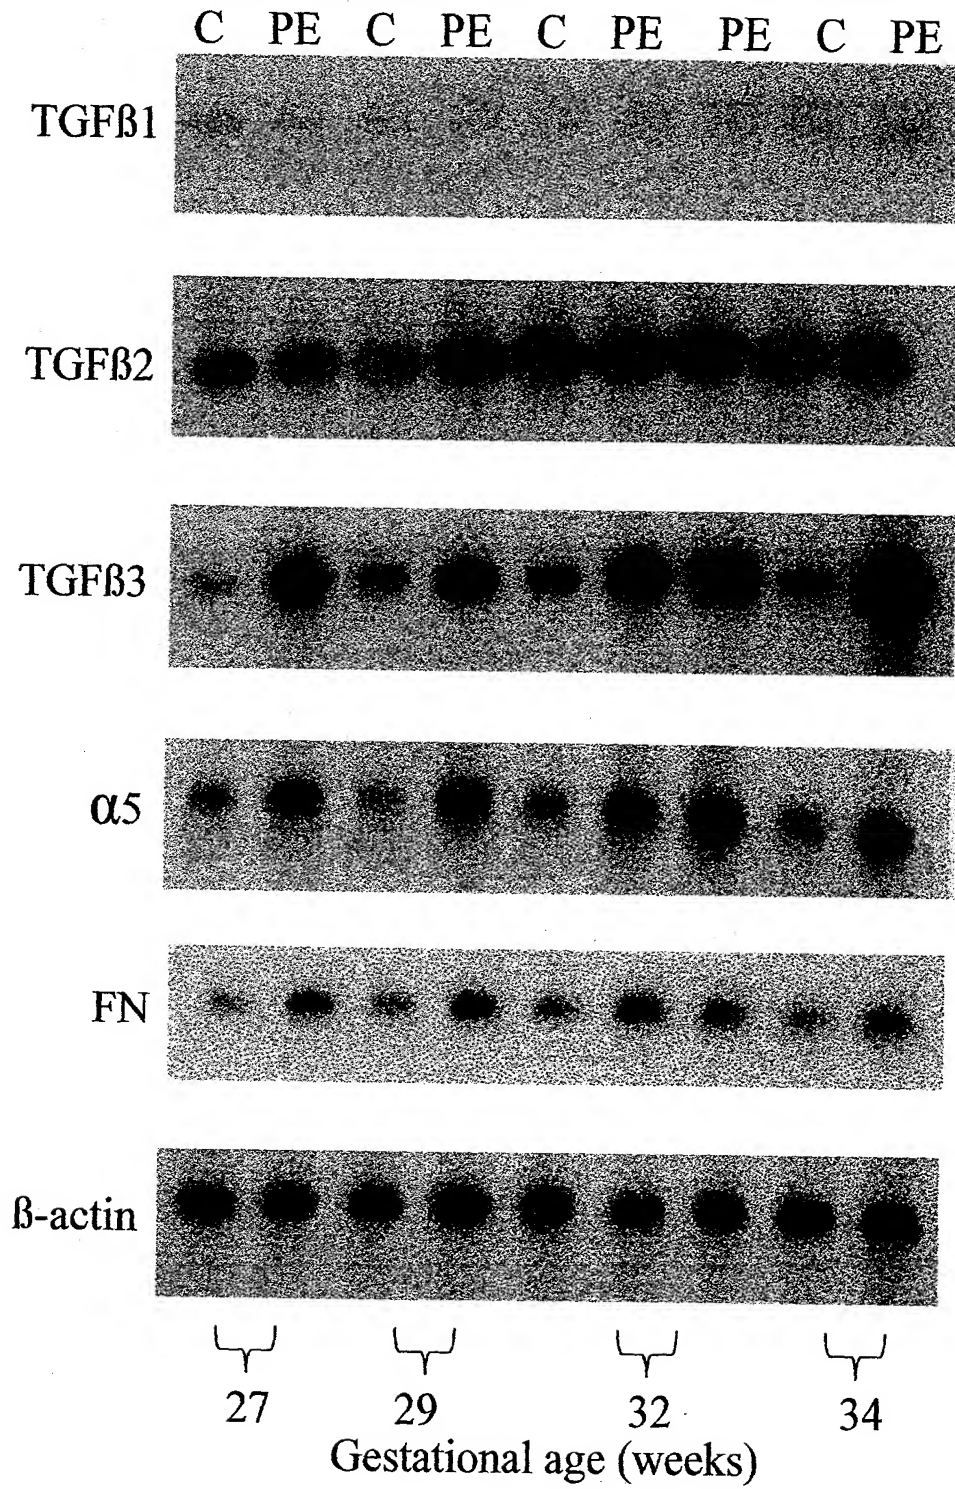 C PE C PE C PE PE C PE
TGFß1
TGFß2
TGFß3
α5
FN
ß-actin
27 29 32 34
Gestational age (weeks)